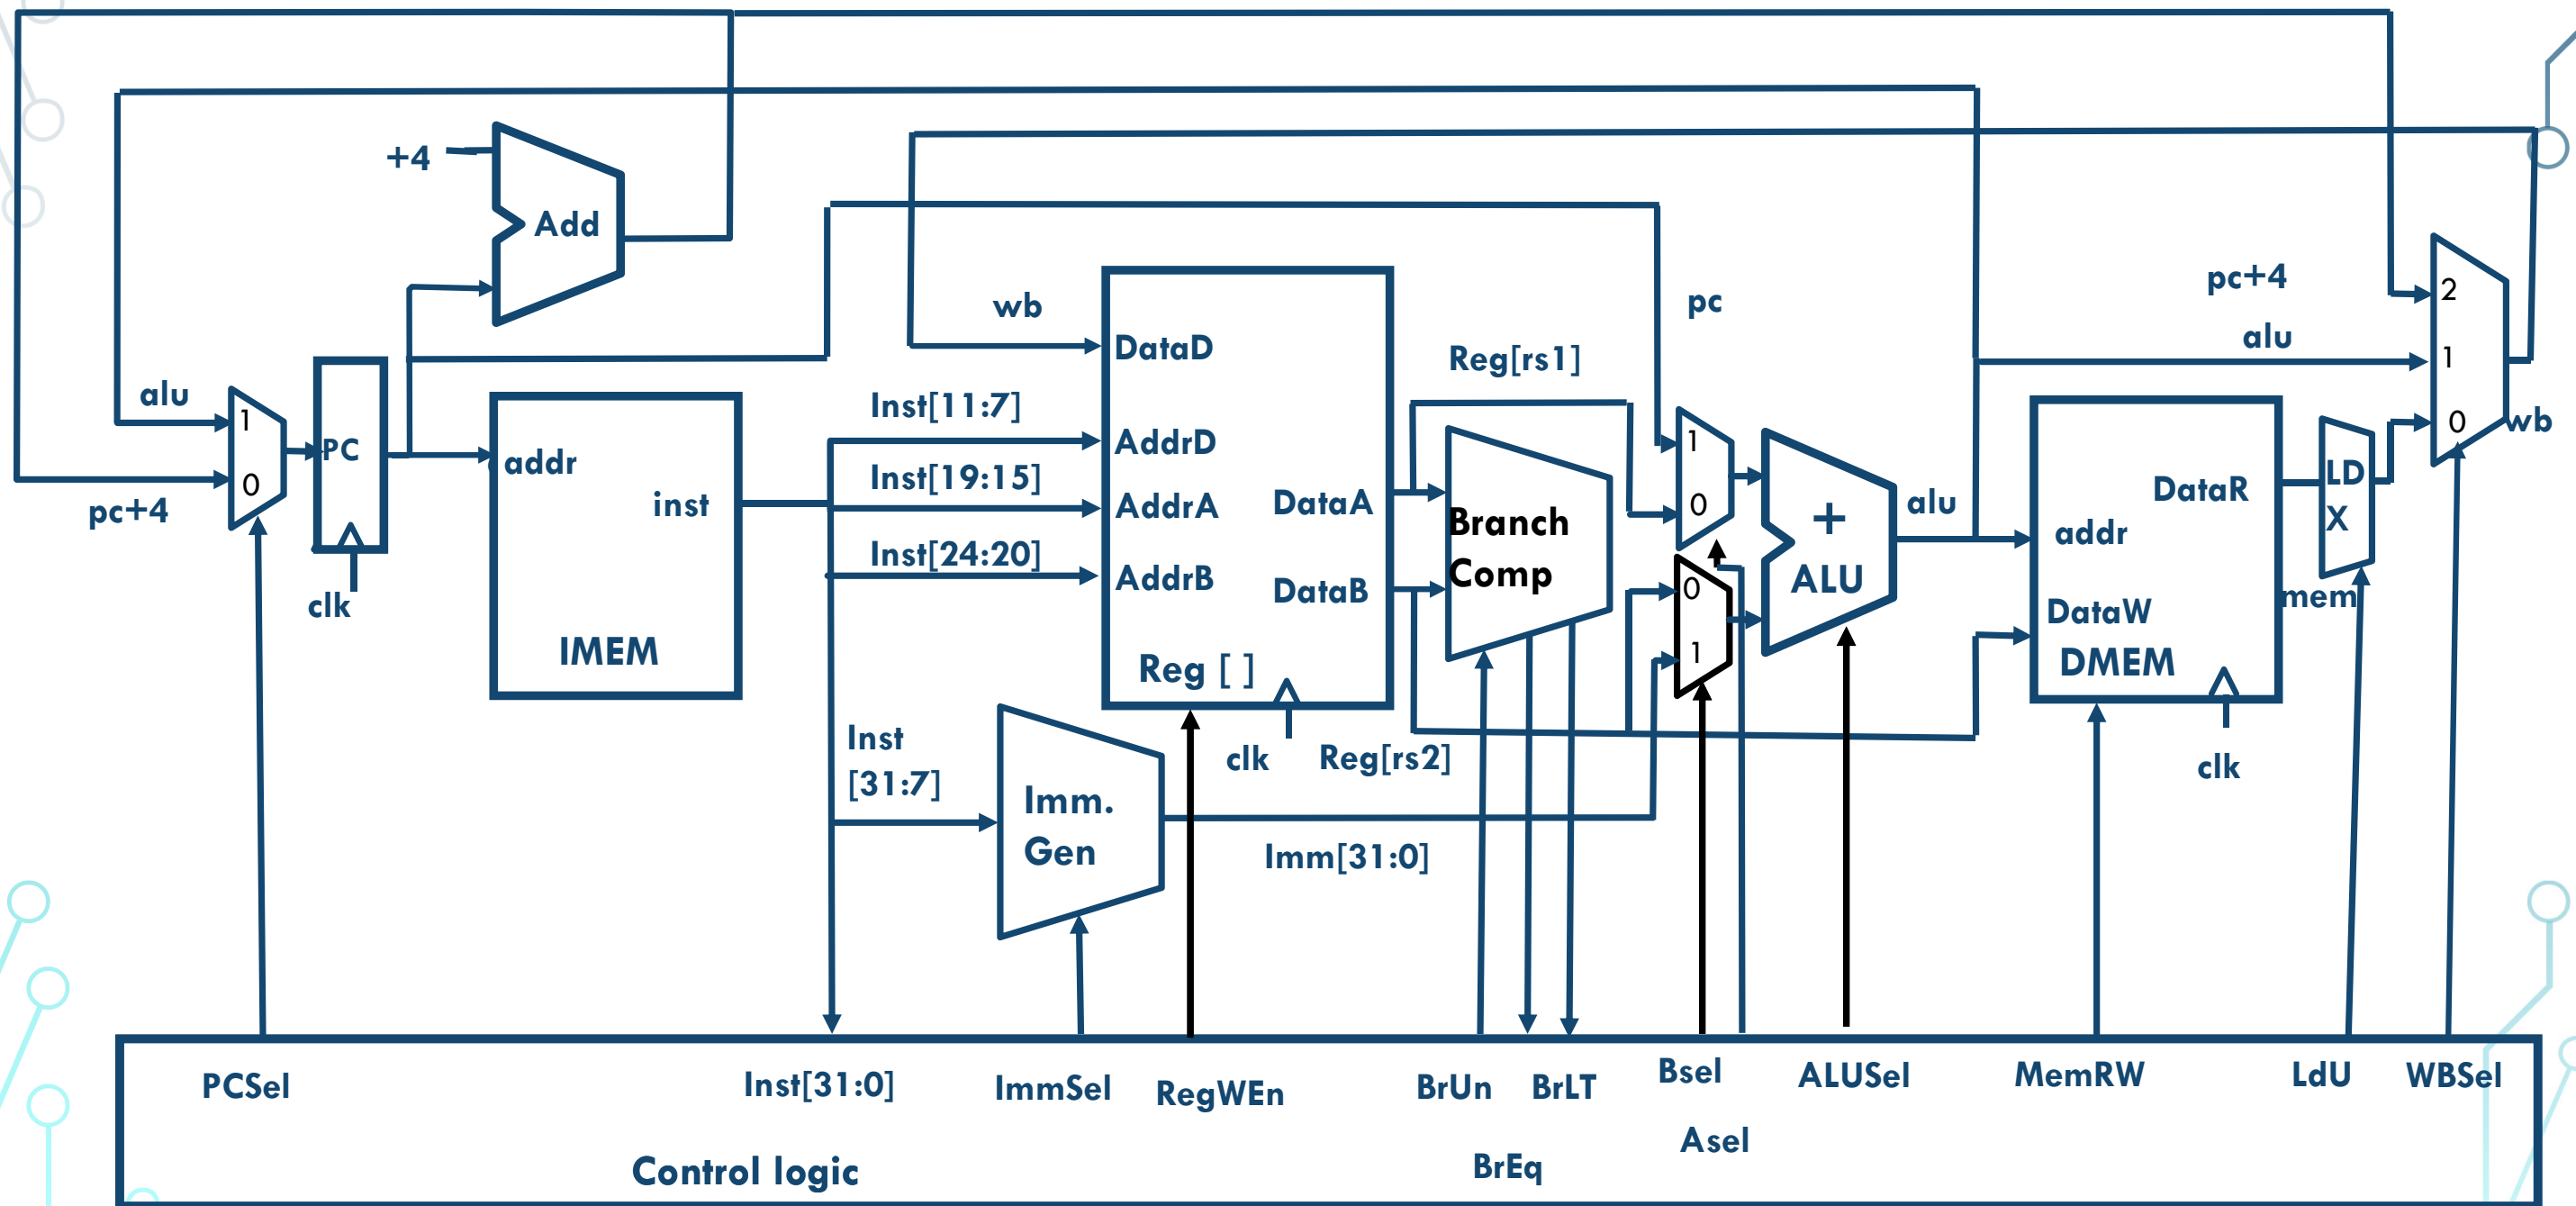 +4
Add
wb
pc
pc+4
2
DataD
Reg[rs1]
alu
1
alu
Inst[11:7]
1
0
wb
PC
addr
AddrD
1
LD
X
0
Inst[19:15]
DataR
pc+4
inst
AddrA
DataA
0
alu
Branch
Comp
+
ALU
addr
Inst[24:20]
AddrB
DataB
0
mem
clk
DataW
IMEM
Reg [ ]
1
DMEM
Inst
[31:7]
clk
Reg[rs2]
clk
Imm.
Gen
Imm[31:0]
PCSel
Inst[31:0]
ImmSel
RegWEn
BrUn
BrLT
Bsel
ALUSel
MemRW
LdU
WBSel
Asel
BrEq
Control logic